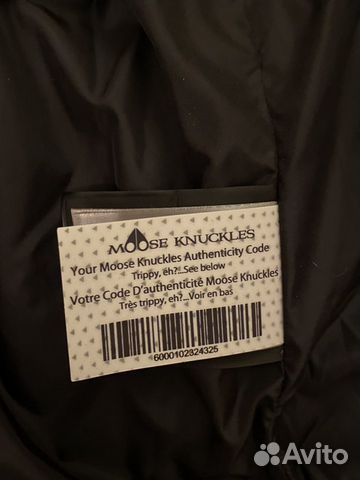 MOOSE KNUCKLES
Your Moose Knuckles Authenticity Code
Trippy, eh?...See below
Votre Code D'authenticité Moose Knuckles
Très trippy, eh?...Voir en bas
6000102324325
Avito